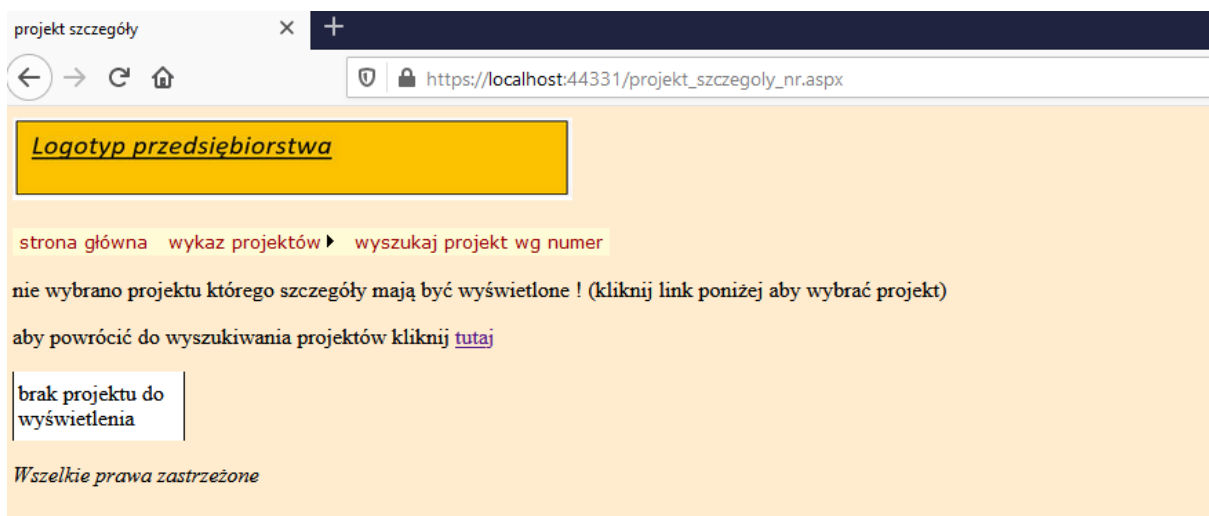 projekt szczegóły
https://localhost:44331/projekt_szczegoly_nr.aspx
Logotyp przedsiębiorstwa
strona główna wykaz projektów wyszukaj projekt wg numer
nie wybrano projektu którego szczegóły mają być wyświetlone ! (kliknij link poniżej aby wybrać projekt)
aby powrócić do wyszukiwania projektów kliknij tutaj
brak projektu do
wyświetlenia
Wszelkie prawa zastrzeżone